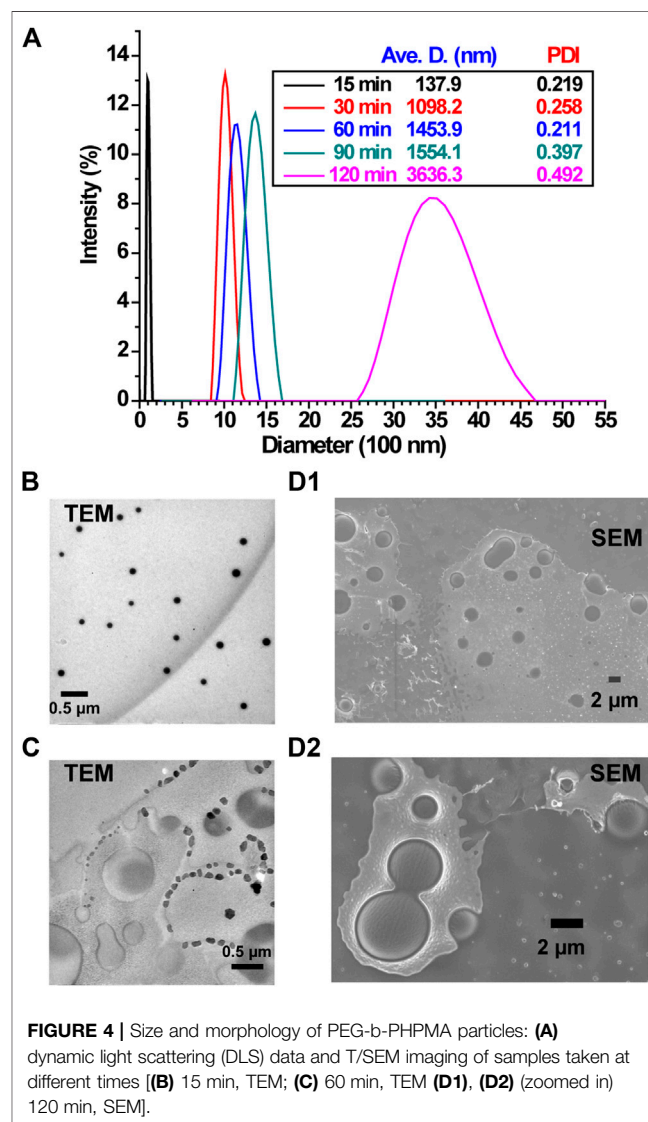 A
Ave. D. (nm) PDI
15 min 137.9 0.219
30 min 1098.2 0.258
60 min 1453.9 0.211
90 min 1554.1 0.397
120 min 3636.3 0.492
Intensity (%)
14
12
10
8
6
4
2
0
0 5 10 15 20 25 30 35 40 45 50 55
Diameter (100 nm)
B
TEM
0.5 μm
D1
SEM
2 μm
C
TEM
0.5 μm
D2
SEM
2 μm
FIGURE 4 | Size and morphology of PEG-b-PHPMA particles: (A)
dynamic light scattering (DLS) data and T/SEM imaging of samples taken at
different times [(B) 15 min, TEM; (C) 60 min, TEM (D1), (D2) (zoomed in)
120 min, SEM].